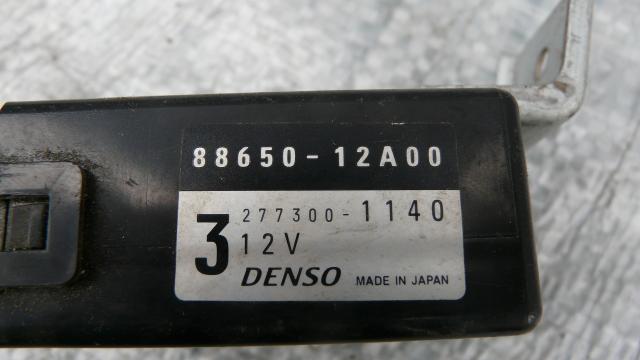 88650-12A00
277300-1140
3 12V
DENSO MADE IN JAPAN